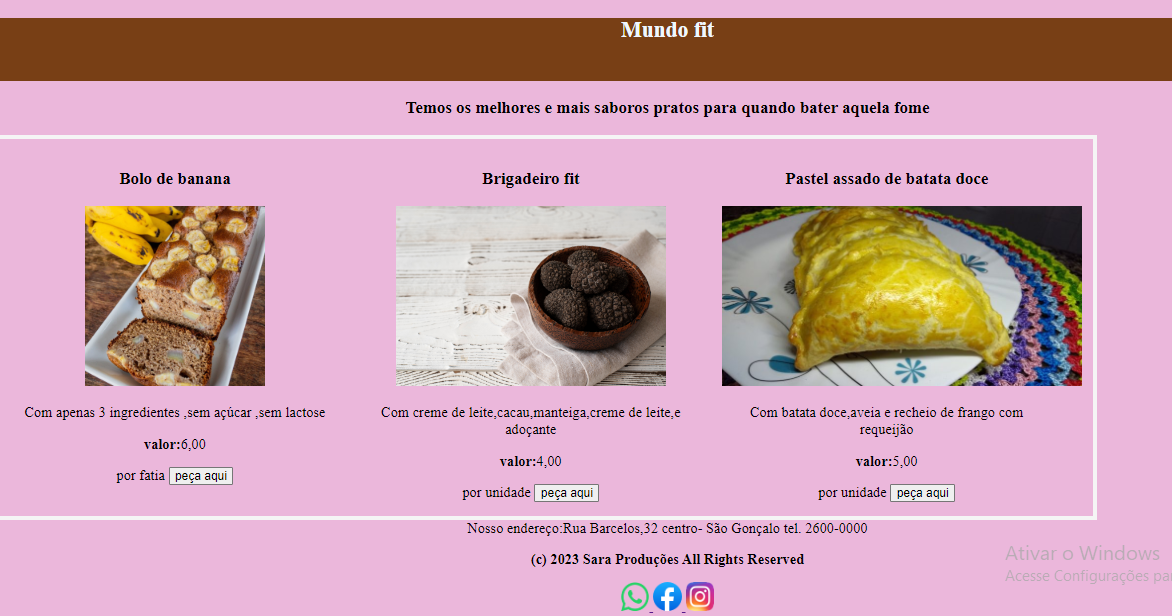 Mundo fit
Temos os melhores e mais saboros pratos para quando bater aquela fome
Bolo de banana
Brigadeiro fit
Pastel assado de batata doce
Com apenas 3 ingredientes ,sem açúcar ,sem lactose
valor:6,00
por fatia peça aqui
Com creme de leite,cacau,manteiga,creme de leite,e
adoçante
valor:4,00
por unidade peça aqui
Com batata doce,aveia e recheio de frango com
requeijão
valor:5,00
por unidade peça aqui
Nosso endereço:Rua Barcelos,32 centro- São Gonçalo tel. 2600-0000
(c) 2023 Sara Produções All Rights Reserved
Ativar o Windows
Acesse Configurações pa